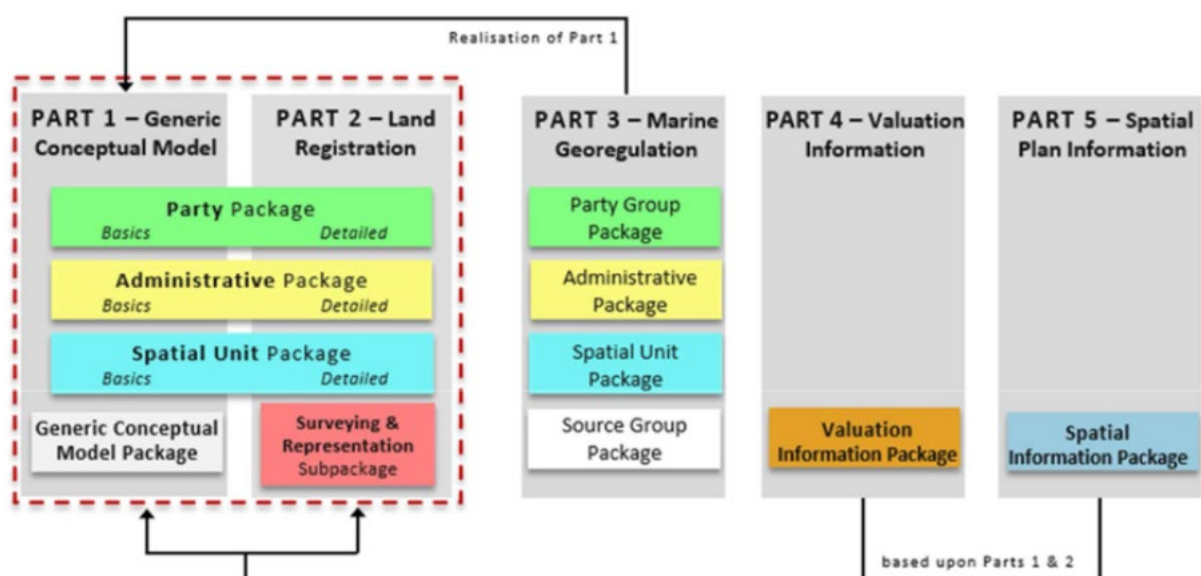 Realisation of Part 1
PART 1 – Generic
Conceptual Model
PART 2 – Land
Registration
Party Package
Basics Detailed
Administrative Package
Basics Detailed
Spatial Unit Package
Basics Detailed
Generic Conceptual
Model Package
Surveying &
Representation
Subpackage
PART 3 – Marine
Georegulation
Party Group
Package
Administrative
Package
Spatial Unit
Package
Source Group
Package
PART 4 – Valuation
Information
Valuation
Information Package
PART 5 – Spatial
Plan Information
Spatial
Information Package
based upon Parts 1 & 2